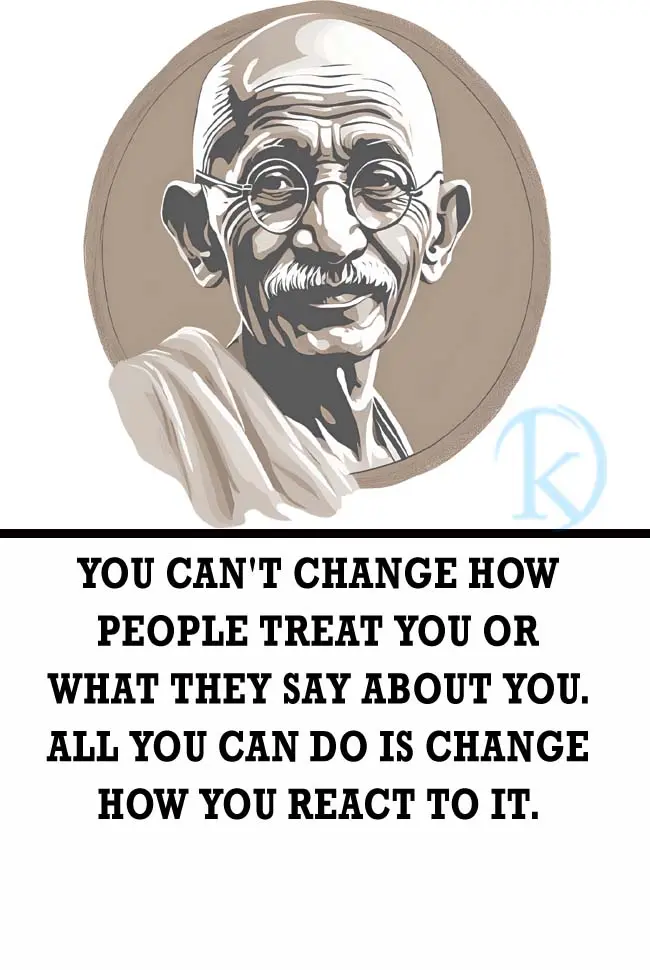 YOU CAN'T CHANGE HOW
PEOPLE TREAT YOU OR
WHAT THEY SAY ABOUT YOU.
ALL YOU CAN DO IS CHANGE
HOW YOU REACT TO IT.